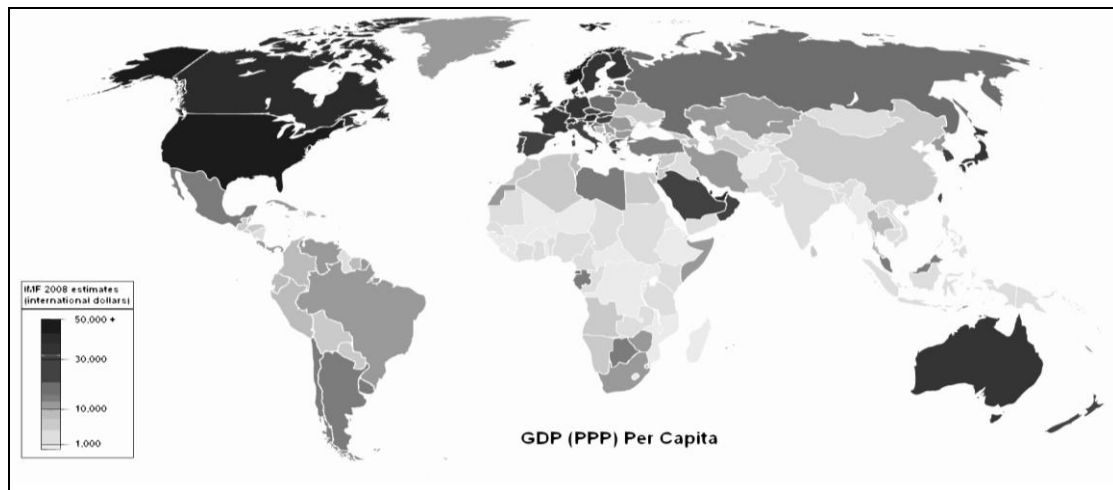 IMF 2008 estimates
(international dollars)
50,000 +
30,000
10,000
1,000
GDP (PPP) Per Capita